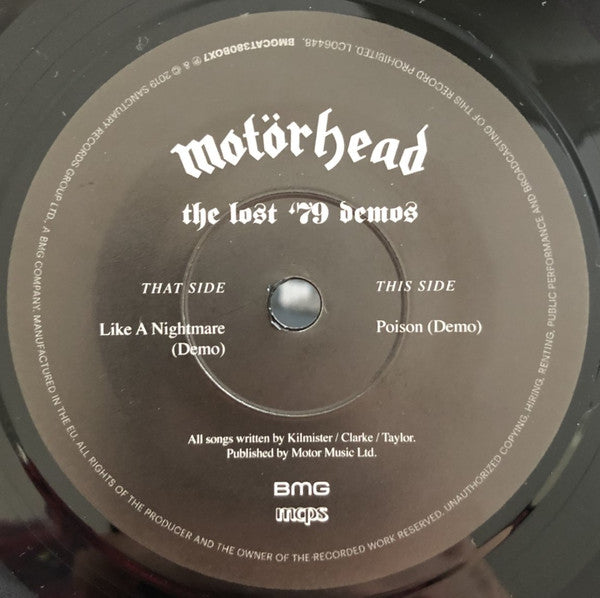 motörhead
the lost '79 demos
THAT SIDE
Like A Nightmare
(Demo)
THIS SIDE
Poison (Demo)
All songs written by Kilmister / Clarke / Taylor.
Published by Motor Music Ltd.
BMG
mcps
℗ & © 2019 SANCTUARY RECORDS GROUP LTD. A BMG COMPANY. MANUFACTURED IN THE EU. ALL RIGHTS OF THE PRODUCER AND THE OWNER OF THE RECORDED WORK RESERVED. UNAUTHORIZED COPYING, HIRING, RENTING, PUBLIC PERFORMANCE AND BROADCASTING OF THIS RECORD PROHIBITED. LC06448. BMGCAT380BOX7